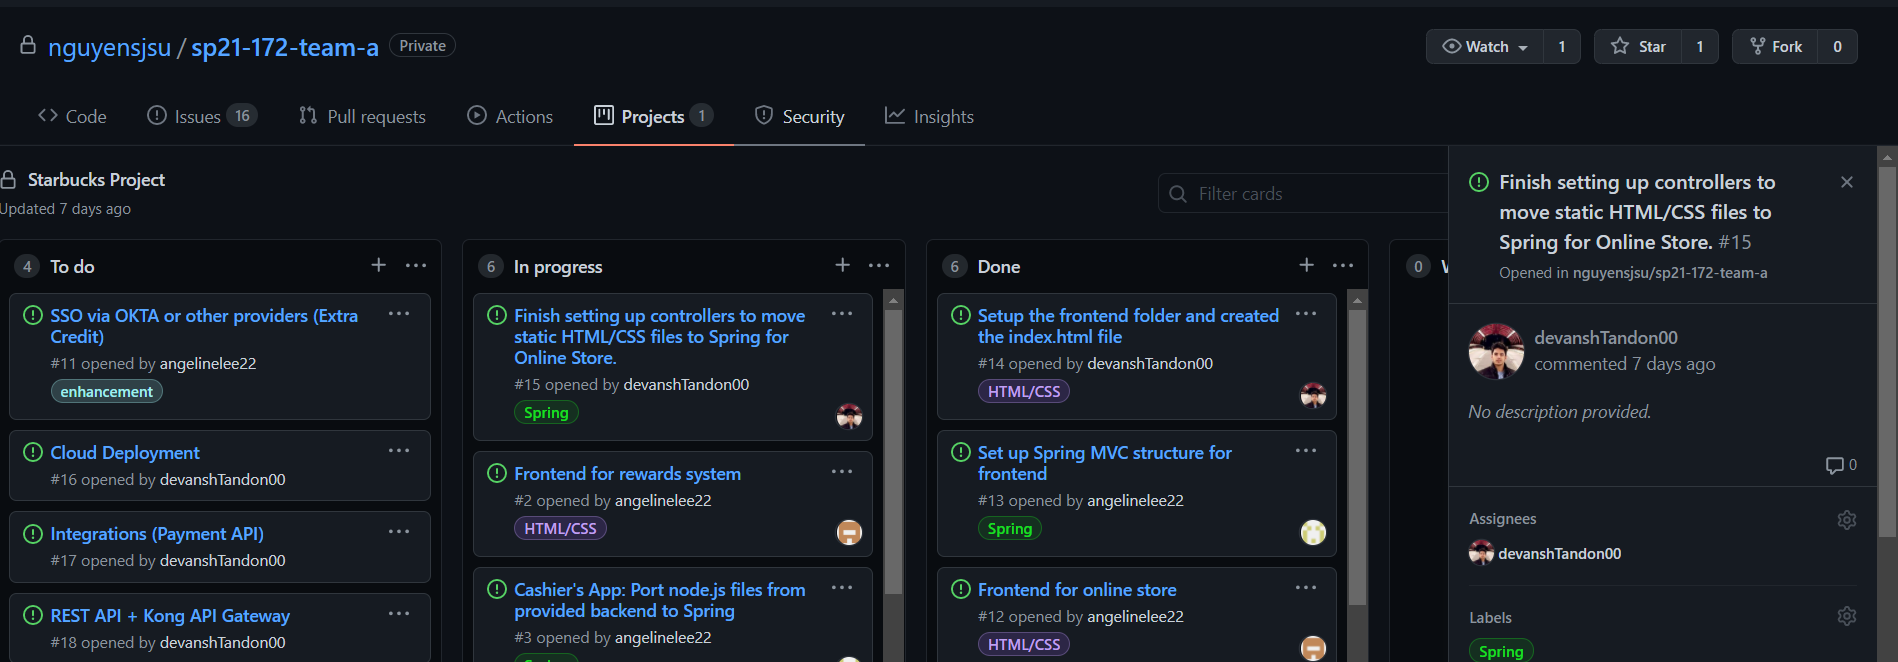 nguyensjsu / sp21-172-team-a Private
Watch 1 Star 1 Fork 0
Code Issues 16 Pull requests Actions Projects 1 Security Insights
Starbucks Project
Updated 7 days ago
Filter cards
4 To do
SSO via OKTA or other providers (Extra
Credit)
#11 opened by angelinelee22
enhancement
Cloud Deployment
#16 opened by devanshTandon00
Integrations (Payment API)
#17 opened by devanshTandon00
REST API + Kong API Gateway
#18 opened by devanshTandon00
6 In progress
Finish setting up controllers to move
static HTML/CSS files to Spring for
Online Store.
#15 opened by devanshTandon00
Spring
Frontend for rewards system
#2 opened by angelinelee22
HTML/CSS
Cashier's App: Port node.js files from
provided backend to Spring
#3 opened by angelinelee22
6 Done
Setup the frontend folder and created
the index.html file
#14 opened by devanshTandon00
HTML/CSS
Set up Spring MVC structure for
frontend
#13 opened by angelinelee22
Spring
Frontend for online store
#12 opened by angelinelee22
HTML/CSS
0
Finish setting up controllers to
move static HTML/CSS files to
Spring for Online Store. #15
Opened in nguyensjsu/sp21-172-team-a
devanshTandon00
commented 7 days ago
No description provided.
0
Assignees
devanshTandon00
Labels
Spring